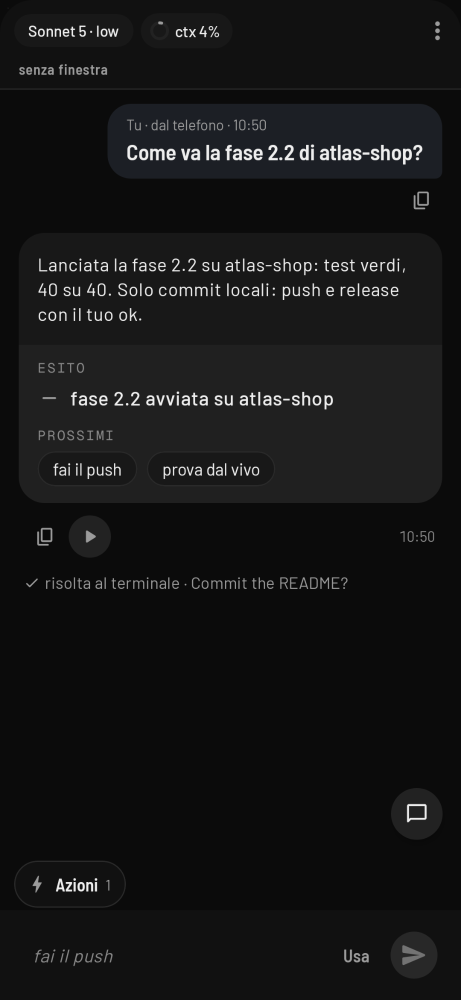 Sonnet 5 · low
ctx 4%
senza finestra
Tu · dal telefono · 10:50
Come va la fase 2.2 di atlas-shop?
Lanciata la fase 2.2 su atlas-shop: test verdi,
40 su 40. Solo commit locali: push e release
con il tuo ok.
ESITO
— fase 2.2 avviata su atlas-shop
PROSSIMI
fai il push
prova dal vivo
10:50
✓ risolta al terminale · Commit the README?
Azioni 1
fai il push
Usa